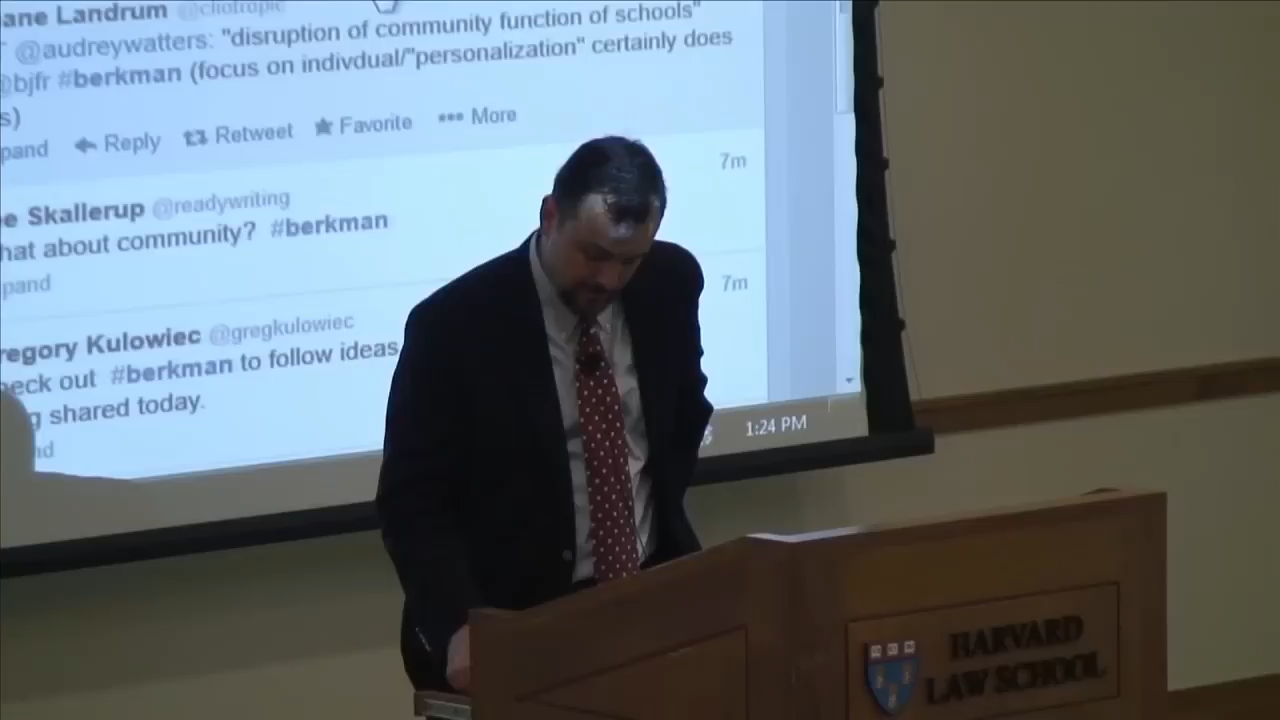 ane Landrum @chotropic
@audreywatters: "disruption of community function of schools"
@bjfr #berkman (focus on indivdual/"personalization" certainly does
s)
pand Reply Retweet Favorite ••• More
7m
e Skallerup @readywriting
hat about community? #berkman
pand
7m
regory Kulowiec @gregkulowiec
eck out #berkman to follow ideas
g shared today.
nd
1:24 PM
HARVARD
LAW SCHOOL